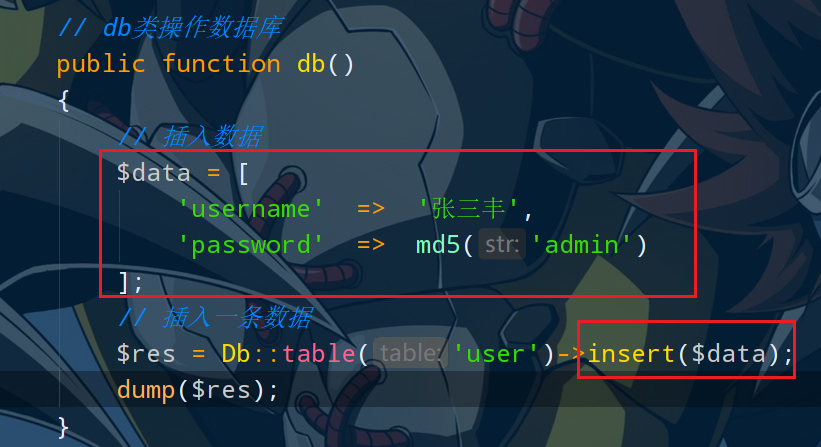 // db类操作数据库
public function db()
{
// 插入数据
$data = [
'username' => '张三丰',
'password' => md5( str: 'admin')
];
// 插入一条数据
$res = Db::table( table: 'user')->insert($data);
dump($res);
}